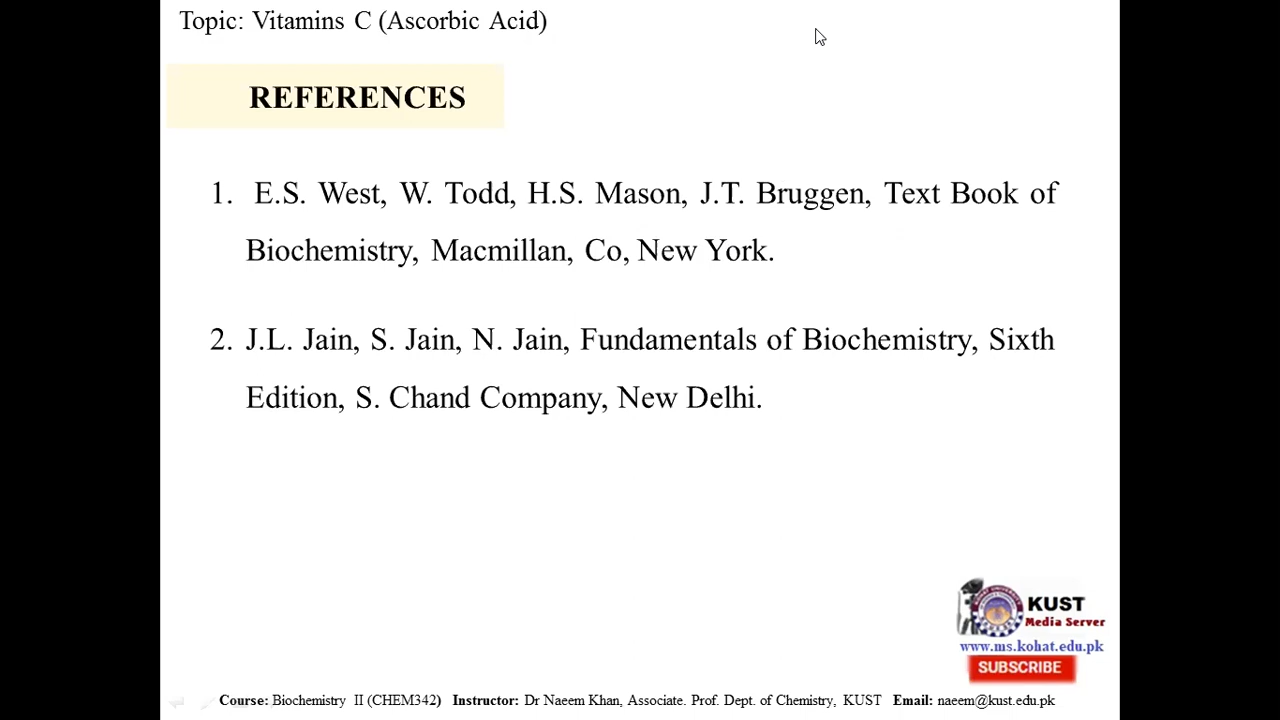 Topic: Vitamins C (Ascorbic Acid)
REFERENCES
1. E.S. West, W. Todd, H.S. Mason, J.T. Bruggen, Text Book of
Biochemistry, Macmillan, Co, New York.
2. J.L. Jain, S. Jain, N. Jain, Fundamentals of Biochemistry, Sixth
Edition, S. Chand Company, New Delhi.
KUST
Media Server
www.ms.kohat.edu.pk
SUBSCRIBE
Course: Biochemistry II (CHEM342) Instructor: Dr Naeem Khan, Associate. Prof. Dept. of Chemistry, KUST Email: naeem@kust.edu.pk